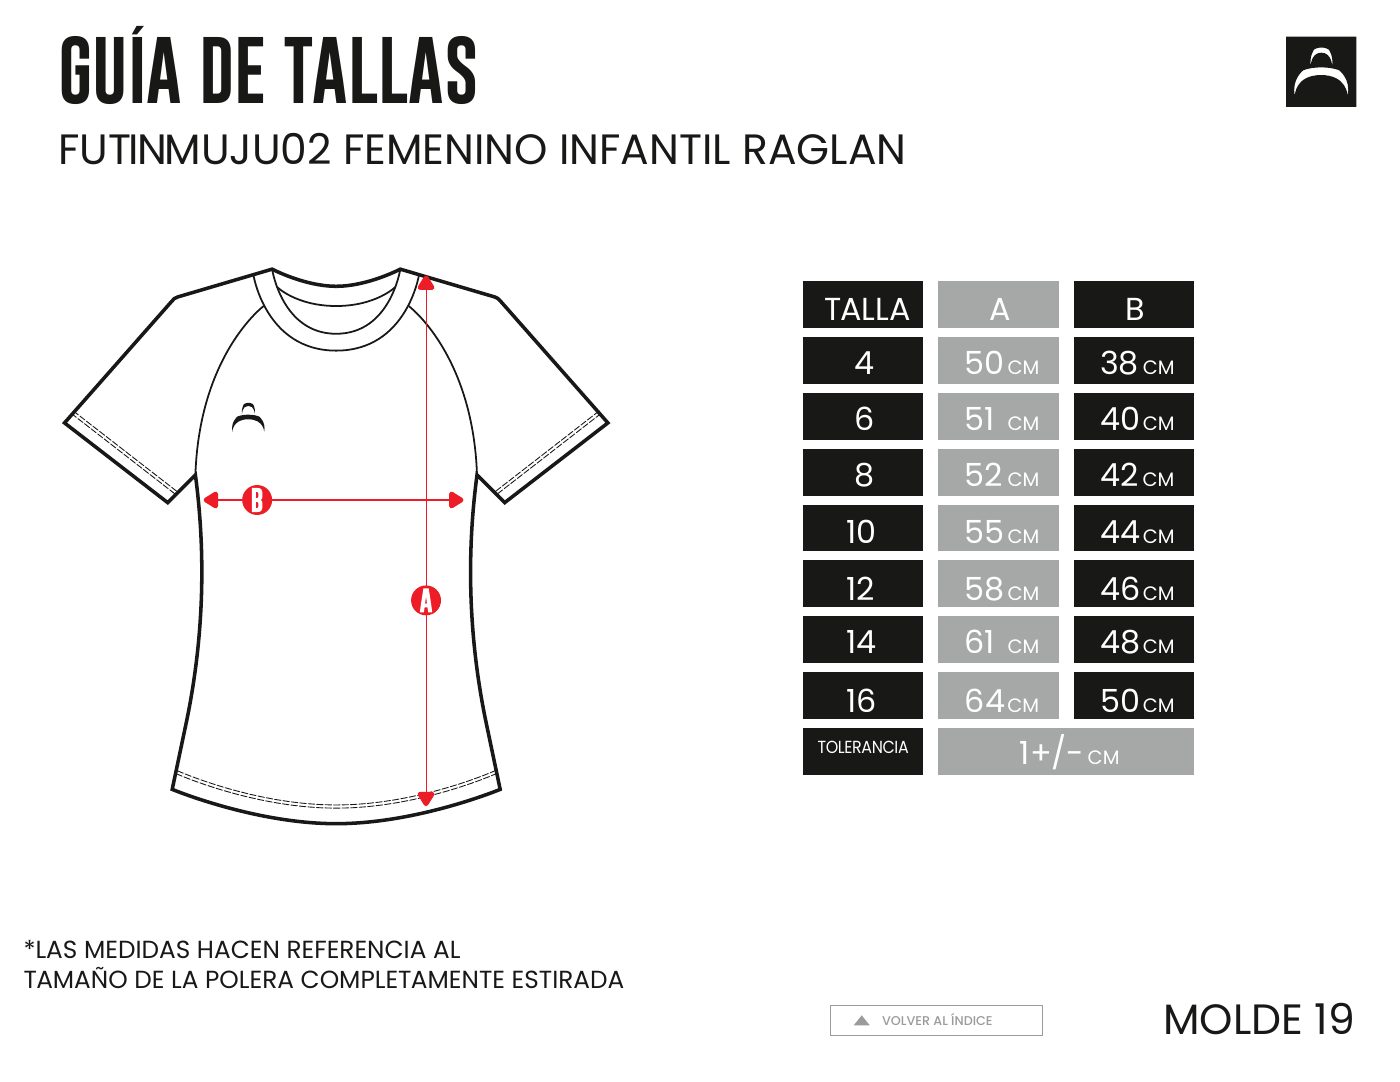 GUÍA DE TALLAS
FUTINMUJU02 FEMENINO INFANTIL RAGLAN
TALLA A B
4 50 CM 38 CM
6 51 CM 40 CM
8 52 CM 42 CM
10 55 CM 44 CM
12 58 CM 46 CM
14 61 CM 48 CM
16 64 CM 50 CM
TOLERANCIA 1+/- CM
B
A
*LAS MEDIDAS HACEN REFERENCIA AL
TAMAÑO DE LA POLERA COMPLETAMENTE ESTIRADA
VOLVER AL ÍNDICE
MOLDE 19